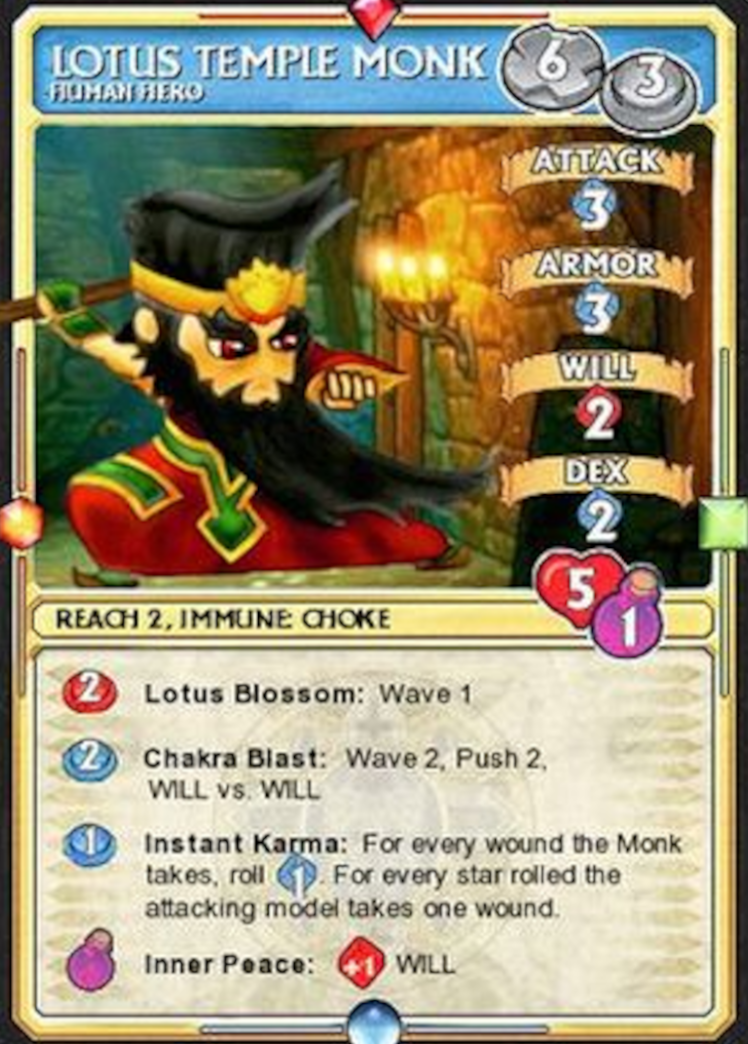 LOTUS TEMPLE MONK 6 3
-HUMAN HERO
ATTACK
3
ARMOR
3
WILL
2
DEX
2
5
1
REACH 2, IMMUNE: CHOKE
2 Lotus Blossom: Wave 1
2 Chakra Blast: Wave 2, Push 2,
WILL vs. WILL
1 Instant Karma: For every wound the Monk
takes, roll 1. For every star rolled the
attacking model takes one wound.
Inner Peace: +1 WILL